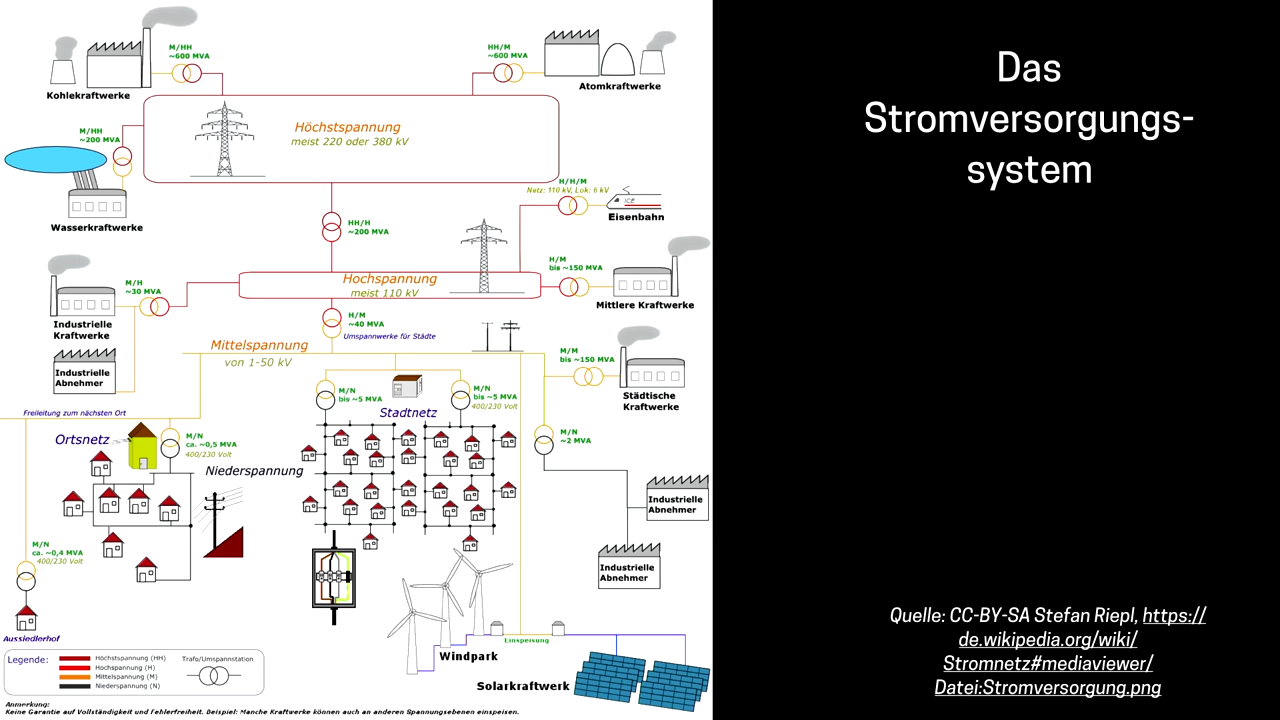 Das
Stromversorgungs-
system
M/HH
~600 MVA
HH/M
~600 MVA
Kohlekraftwerke
Atomkraftwerke
Höchstspannung
meist 220 oder 380 kV
M/HH
~200 MVA
Wasserkraftwerke
H/H/M
Netz: 110 kV, Lok: 6 kV
ICE
Eisenbahn
HH/H
~200 MVA
H/M
bis ~150 MVA
Mittlere Kraftwerke
Hochspannung
meist 110 kV
M/H
~30 MVA
Industrielle
Kraftwerke
H/M
~40 MVA
Umspannwerke für Städte
Mittelspannung
von 1-50 kV
Industrielle
Abnehmer
M/M
bis ~150 MVA
Städtische
Kraftwerke
M/N
bis ~5 MVA
M/N
bis ~5 MVA
400/230 Volt
Stadtnetz
Freileitung zum nächsten Ort
Ortsnetz
M/N
ca. ~0,5 MVA
400/230 Volt
M/N
~2 MVA
Niederspannung
Industrielle
Abnehmer
M/N
ca. ~0,4 MVA
400/230 Volt
Industrielle
Abnehmer
Aussiedlerhof
Einspeisung
Windpark
Solarkraftwerk
Legende:
Höchstspannung (HH)
Hochspannung (H)
Mittelspannung (M)
Niederspannung (N)
Trafo/Umspannstation
Anmerkung:
Keine Garantie auf Vollständigkeit und Fehlerfreiheit. Beispiel: Manche Kraftwerke können auch an anderen Spannungsebenen einspeisen.
Quelle: CC-BY-SA Stefan Riepl, https://
de.wikipedia.org/wiki/
Stromnetz#mediaviewer/
Datei:Stromversorgung.png